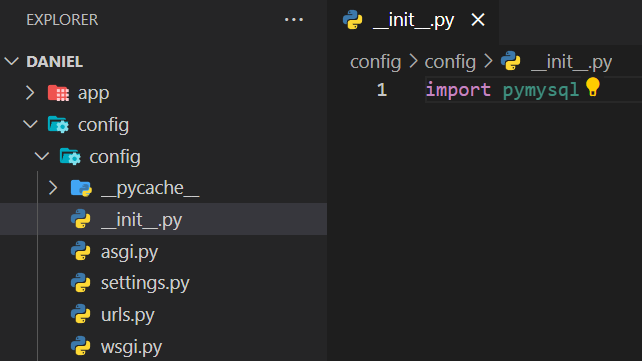 EXPLORER
DANIEL
app
config
config
__pycache__
__init__.py
asgi.py
settings.py
urls.py
wsgi.py
__init__.py
config > config > __init__.py
1 import pymysql